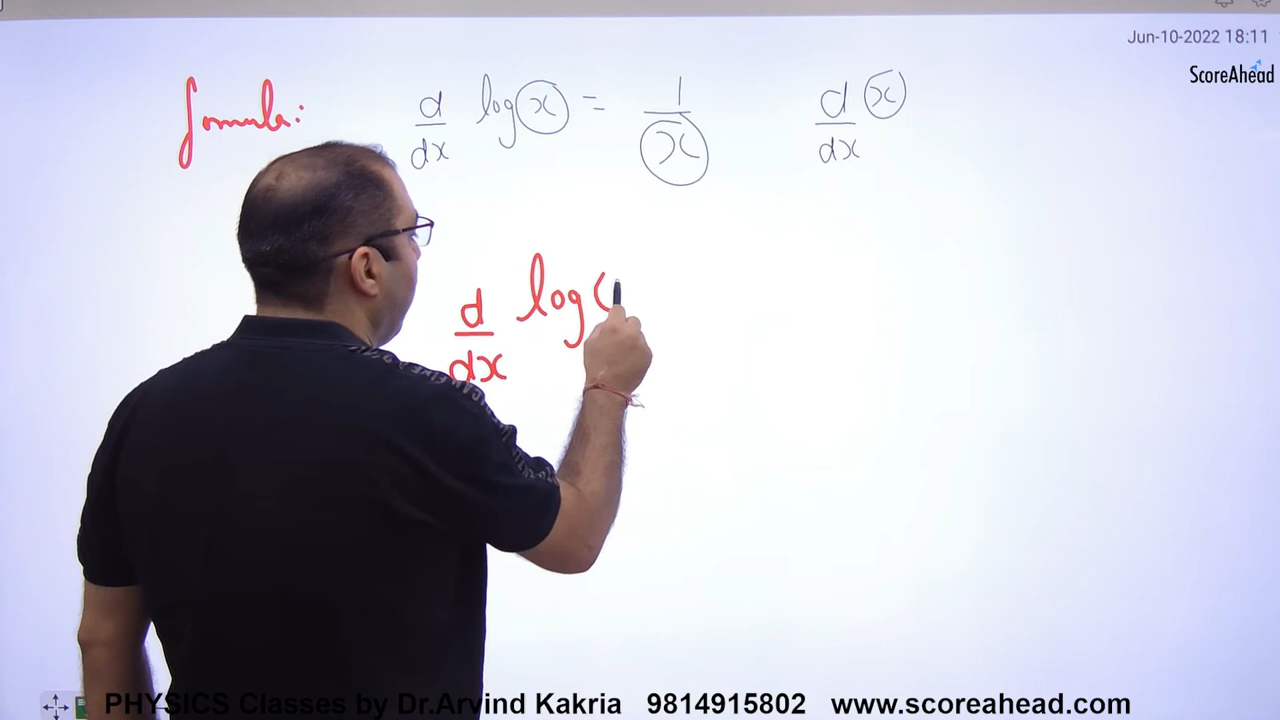 Jun-10-2022 18:11
ScoreAhead
formula: d/dx log(x) = 1/x d/dx (x)
d/dx log(
PHYSICS Classes by Dr.Arvind Kakria 9814915802 www.scoreahead.com